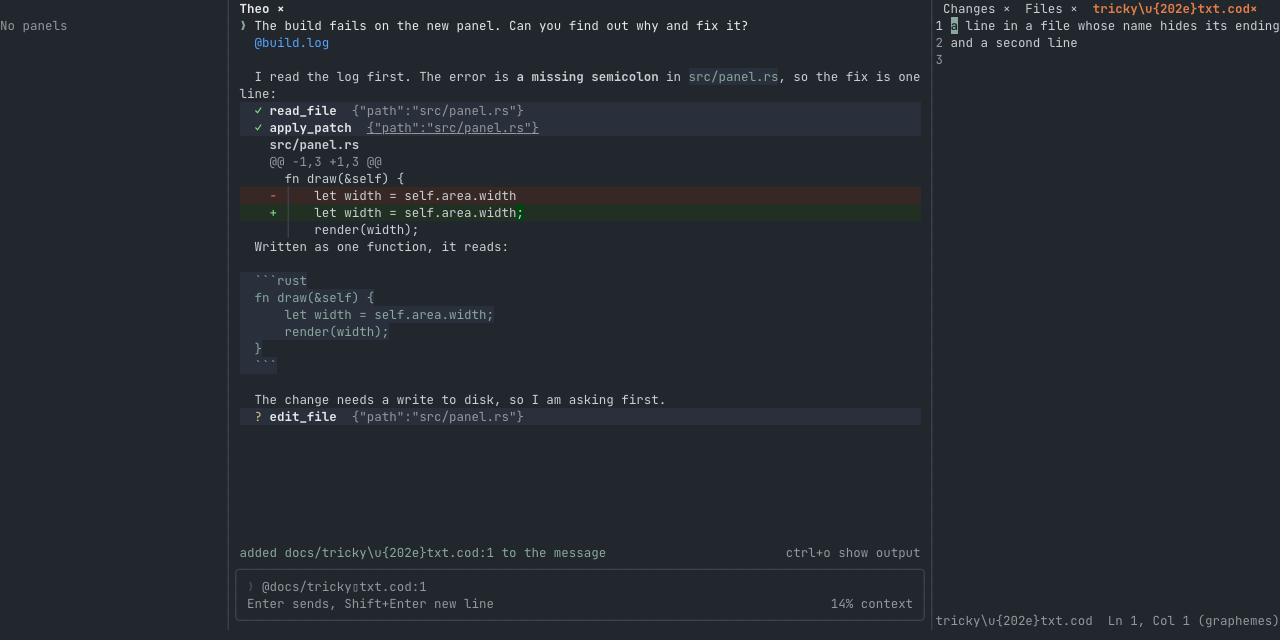 No panels
Theo ×
❯ The build fails on the new panel. Can you find out why and fix it?
@build.log
I read the log first. The error is a missing semicolon in src/panel.rs, so the fix is one
line:
✓ read_file {"path":"src/panel.rs"}
✓ apply_patch {"path":"src/panel.rs"}
src/panel.rs
@@ -1,3 +1,3 @@
fn draw(&self) {
- let width = self.area.width
+ let width = self.area.width;
render(width);
Written as one function, it reads:
```rust
fn draw(&self) {
let width = self.area.width;
render(width);
}
```
The change needs a write to disk, so I am asking first.
? edit_file {"path":"src/panel.rs"}
added docs/tricky\u{202e}txt.cod:1 to the message
ctrl+o show output
❯ @docs/tricky▯txt.cod:1
Enter sends, Shift+Enter new line
14% context
Changes × Files × tricky\u{202e}txt.cod×
1 a line in a file whose name hides its ending
2 and a second line
3
tricky\u{202e}txt.cod Ln 1, Col 1 (graphemes)